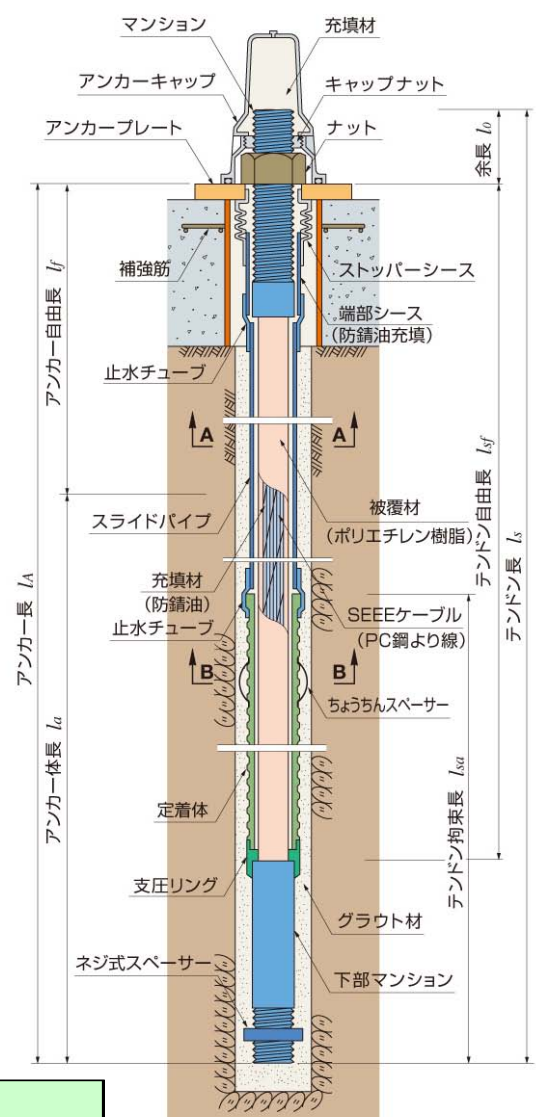 マンション
充填材
アンカーキャップ
キャップナット
アンカープレート
ナット
余長 l0
補強筋
ストッパーシース
端部シース
(防錆油充填)
止水チューブ
アンカー自由長 lf
A
A
被覆材
(ポリエチレン樹脂)
スライドパイプ
テンドン自由長 lsf
テンドン長 ls
充填材
(防錆油)
SEEEケーブル
(PC鋼より線)
止水チューブ
アンカー長 lA
B
B
ちょうちんスペーサー
アンカー体長 la
定着体
テンドン拘束長 lsa
支圧リング
グラウト材
ネジ式スペーサー
下部マンション